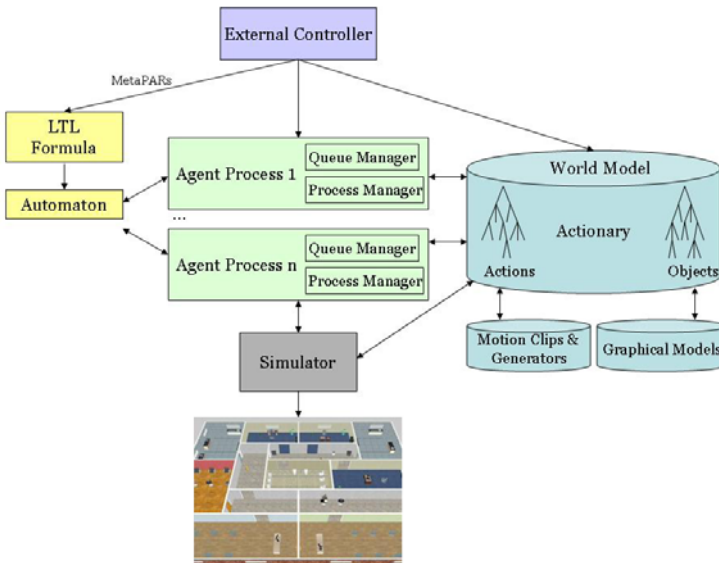 External Controller
MetaPARs
LTL
Formula
Automaton
Agent Process 1
Queue Manager
Process Manager
...
Agent Process n
Queue Manager
Process Manager
World Model
Actionary
Actions
Objects
Motion Clips &
Generators
Graphical Models
Simulator